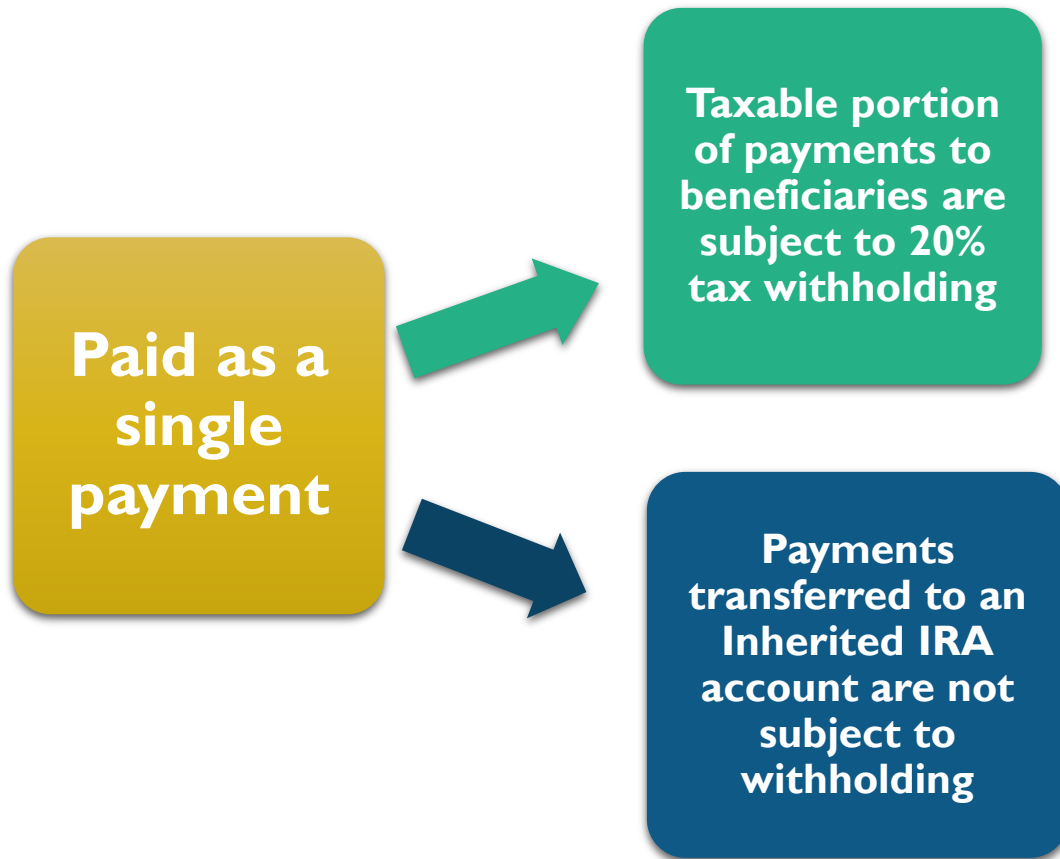 Paid as a
single
payment
Taxable portion
of payments to
beneficiaries are
subject to 20%
tax withholding
Payments
transferred to an
Inherited IRA
account are not
subject to
withholding